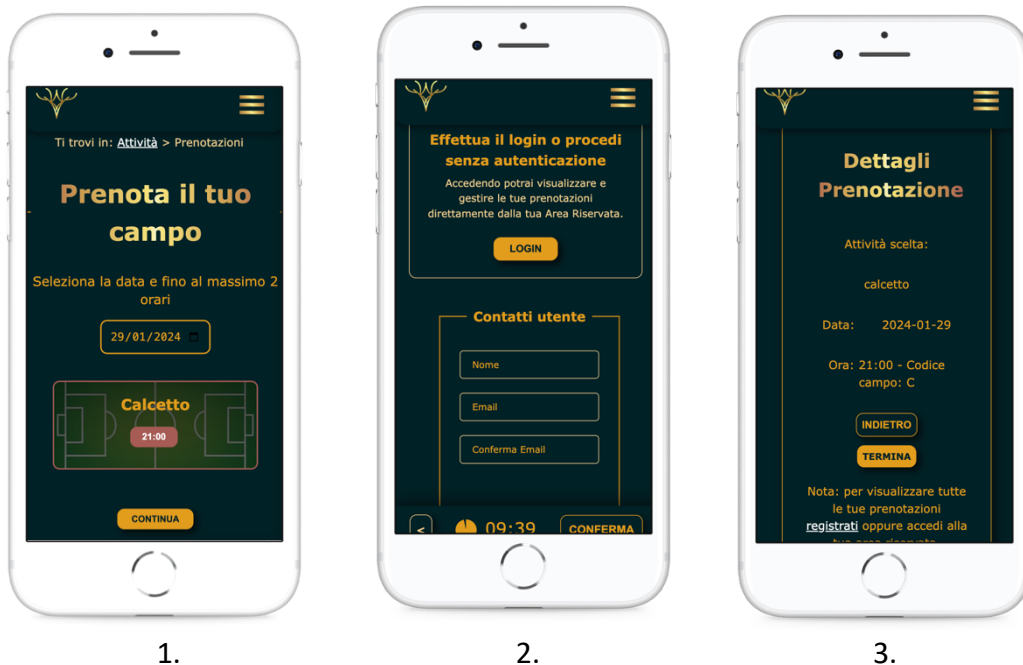 Ti trovi in: Attività > Prenotazioni
Prenota il tuo
campo
Seleziona la data e fino al massimo 2
orari
29/01/2024
Calcetto
21:00
CONTINUA
1.
Effettua il login o procedi
senza autenticazione
Accedendo potrai visualizzare e
gestire le tue prenotazioni
direttamente dalla tua Area Riservata.
LOGIN
Contatti utente
Nome
Email
Conferma Email
<
09:39
CONFERMA
2.
Dettagli
Prenotazione
Attività scelta:
calcetto
Data: 2024-01-29
Ora: 21:00 - Codice
campo: C
INDIETRO
TERMINA
Nota: per visualizzare tutte
le tue prenotazioni
registrati oppure accedi alla
tua area riservata
3.